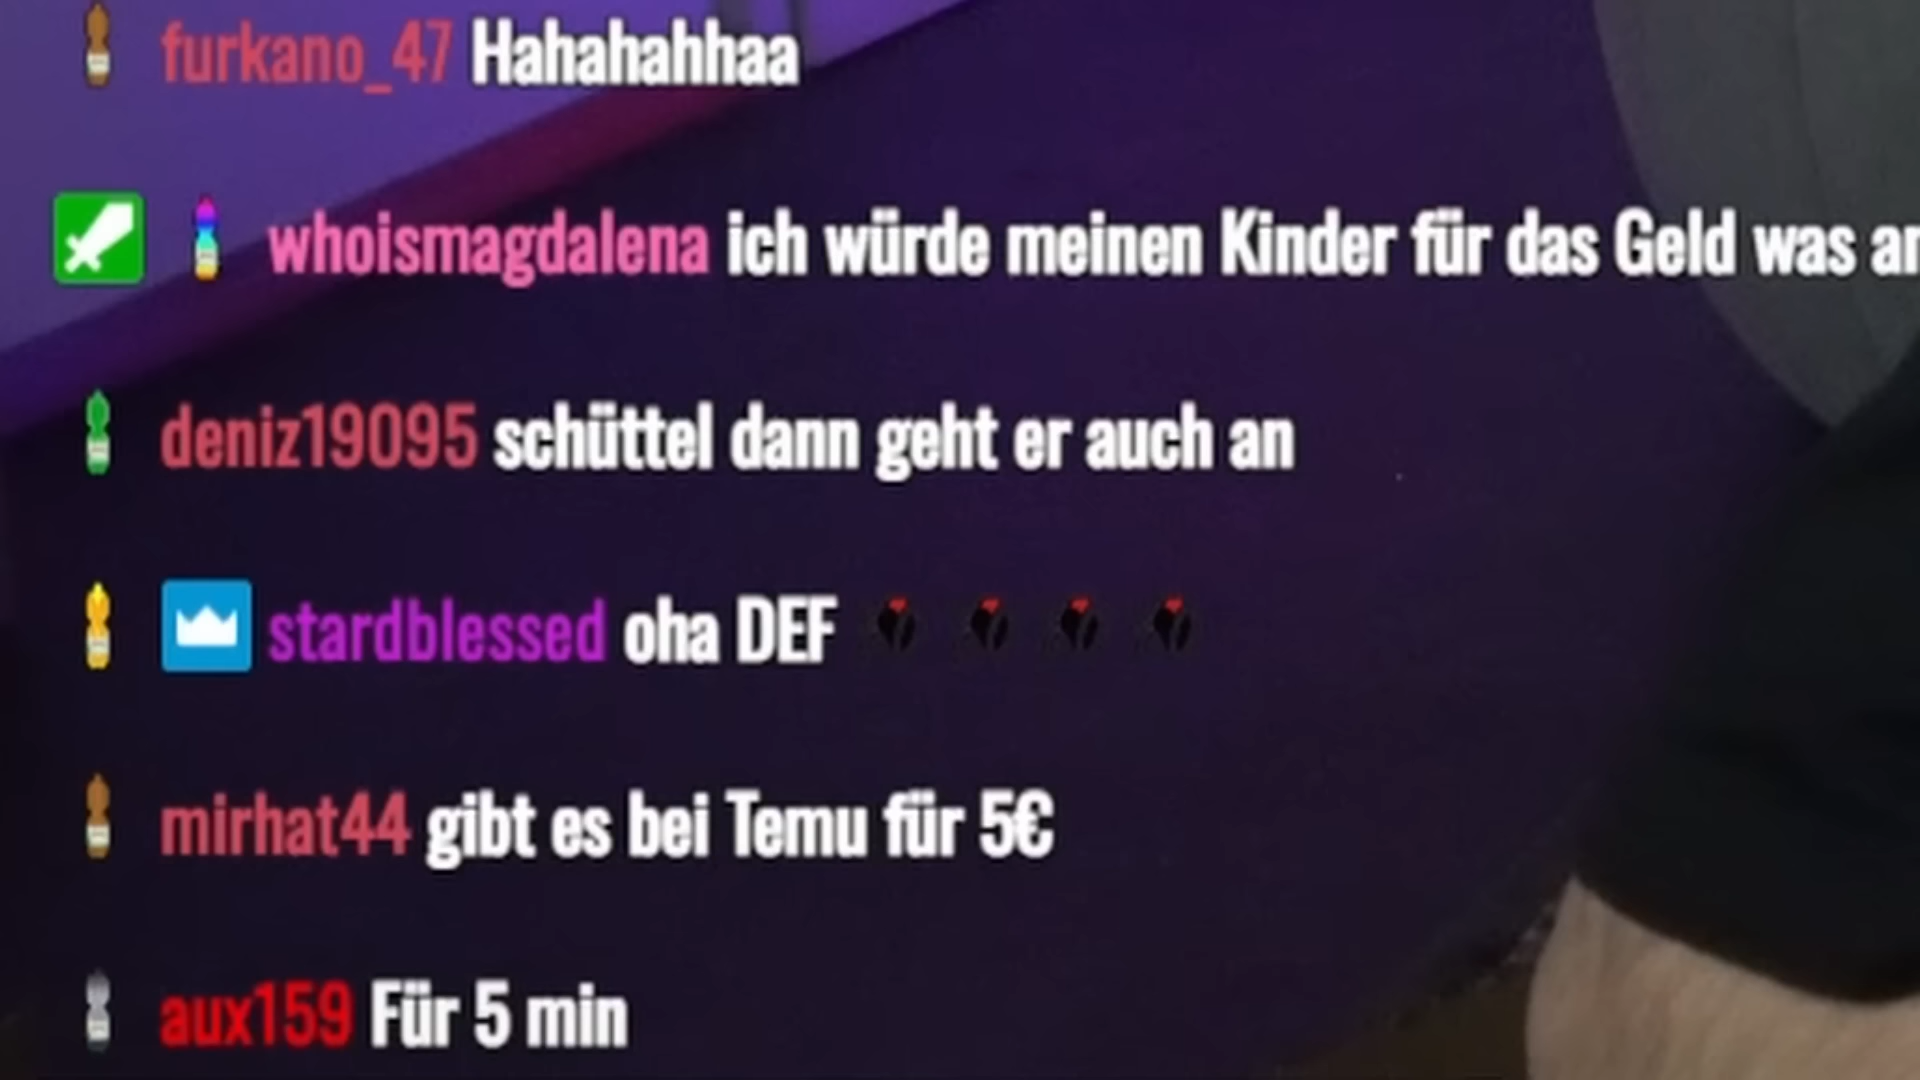 furkano_47 Hahahahhaa
whoismagdalena ich würde meinen Kinder für das Geld was
deniz19095 schüttel dann geht er auch an
stardblessed oha DEF
mirhat44 gibt es bei Temu für 5€
aux159 Für 5 min